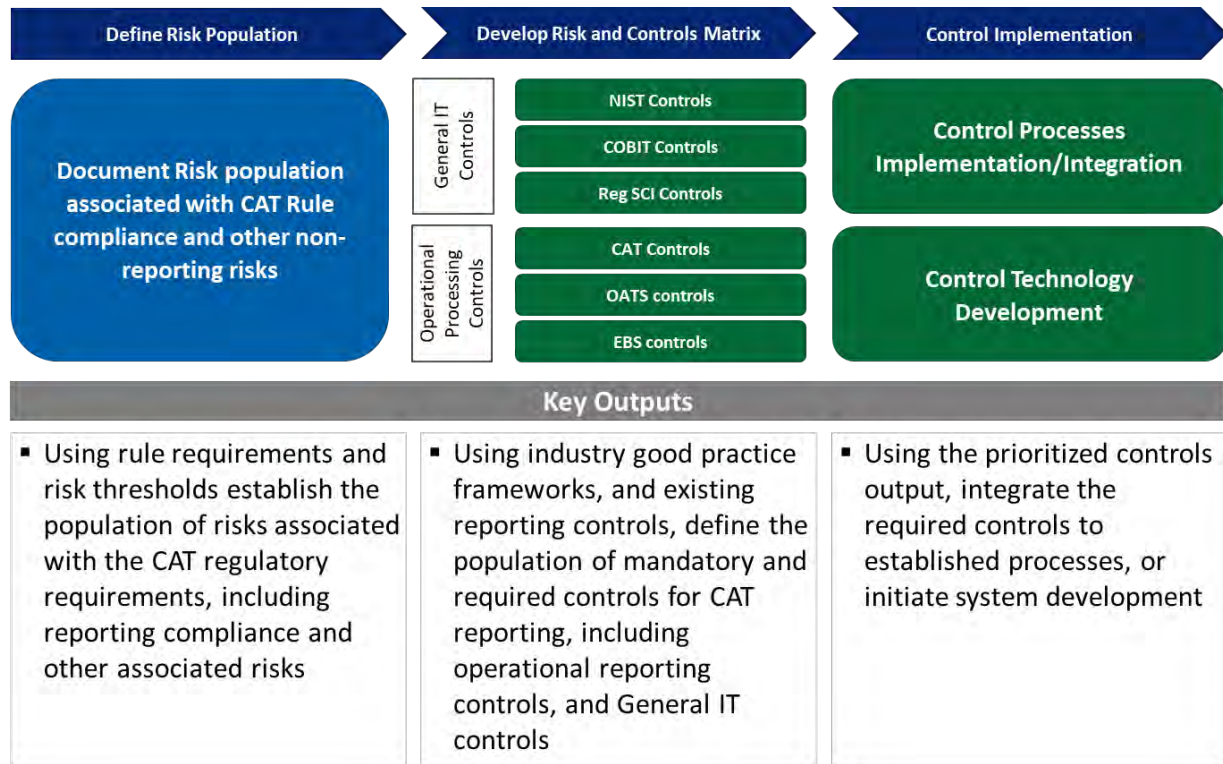 Define Risk Population
Develop Risk and Controls Matrix
Control Implementation
Document Risk population
associated with CAT Rule
compliance and other non-
reporting risks
General IT
Controls
NIST Controls
COBIT Controls
Reg SCI Controls
Operational
Processing
Controls
CAT Controls
OATS controls
EBS controls
Control Processes
Implementation/Integration
Control Technology
Development
Key Outputs
▪ Using rule requirements and
risk thresholds establish the
population of risks associated
with the CAT regulatory
requirements, including
reporting compliance and
other associated risks
▪ Using industry good practice
frameworks, and existing
reporting controls, define the
population of mandatory and
required controls for CAT
reporting, including
operational reporting
controls, and General IT
controls
▪ Using the prioritized controls
output, integrate the
required controls to
established processes, or
initiate system development